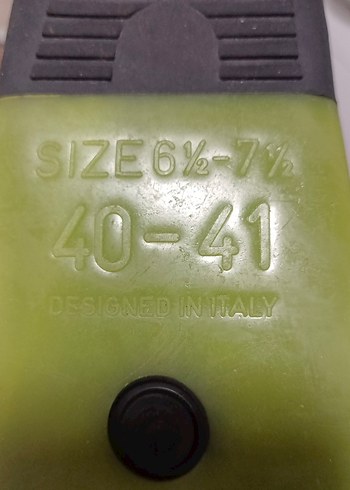 SIZE 6½-7½
40-41
DESIGNED IN ITALY